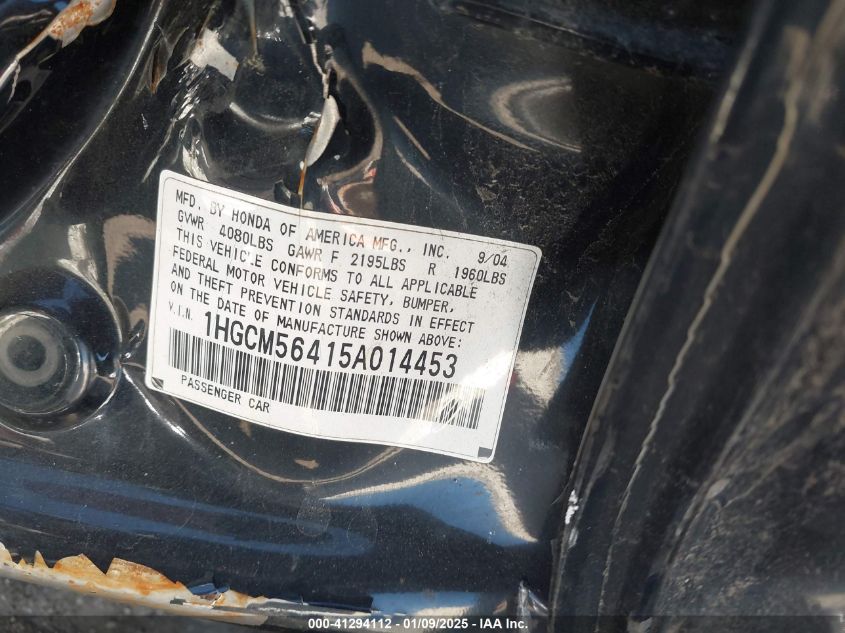 MFD. BY HONDA OF AMERICA MFG., INC. 9/04
GVWR 4080LBS GAWR F 2195LBS R 1960LBS
THIS VEHICLE CONFORMS TO ALL APPLICABLE
FEDERAL MOTOR VEHICLE SAFETY, BUMPER,
AND THEFT PREVENTION STANDARDS IN EFFECT
ON THE DATE OF MANUFACTURE SHOWN ABOVE:
V.I.N. 1HGCM56415A014453
PASSENGER CAR
000-41294112 - 01/09/2025 - IAA Inc.